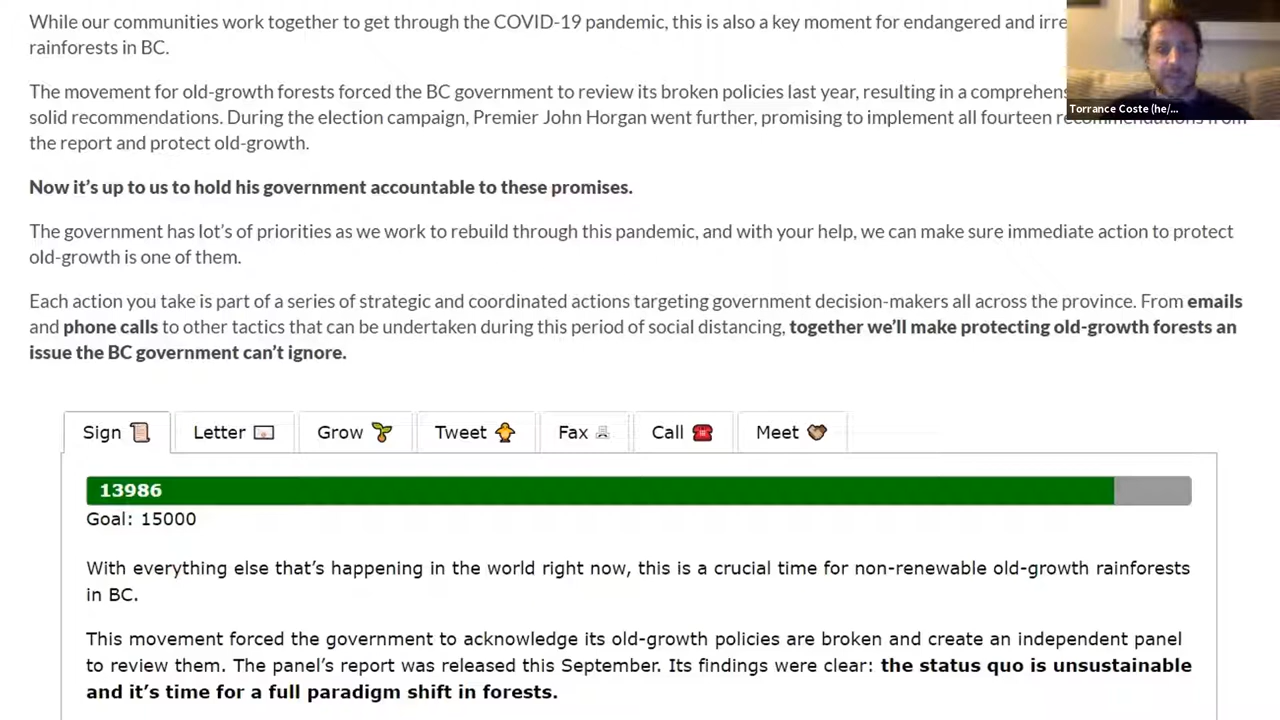 While our communities work together to get through the COVID-19 pandemic, this is also a key moment for endangered and
rainforests in BC.
The movement for old-growth forests forced the BC government to review its broken policies last year, resulting in a
solid recommendations. During the election campaign, Premier John Horgan went further, promising to implement all fourteen recommendations from
the report and protect old-growth.
Now it's up to us to hold his government accountable to these promises.
The government has lot's of priorities as we work to rebuild through this pandemic, and with your help, we can make sure immediate action to protect
old-growth is one of them.
Each action you take is part of a series of strategic and coordinated actions targeting government decision-makers all across the province. From emails
and phone calls to other tactics that can be undertaken during this period of social distancing, together we'll make protecting old-growth forests an
issue the BC government can't ignore.
Torrance Coste (he/...
Sign Letter Grow Tweet Fax Call Meet
13986
Goal: 15000
With everything else that's happening in the world right now, this is a crucial time for non-renewable old-growth rainforests
in BC.
This movement forced the government to acknowledge its old-growth policies are broken and create an independent panel
to review them. The panel's report was released this September. Its findings were clear: the status quo is unsustainable
and it's time for a full paradigm shift in forests.